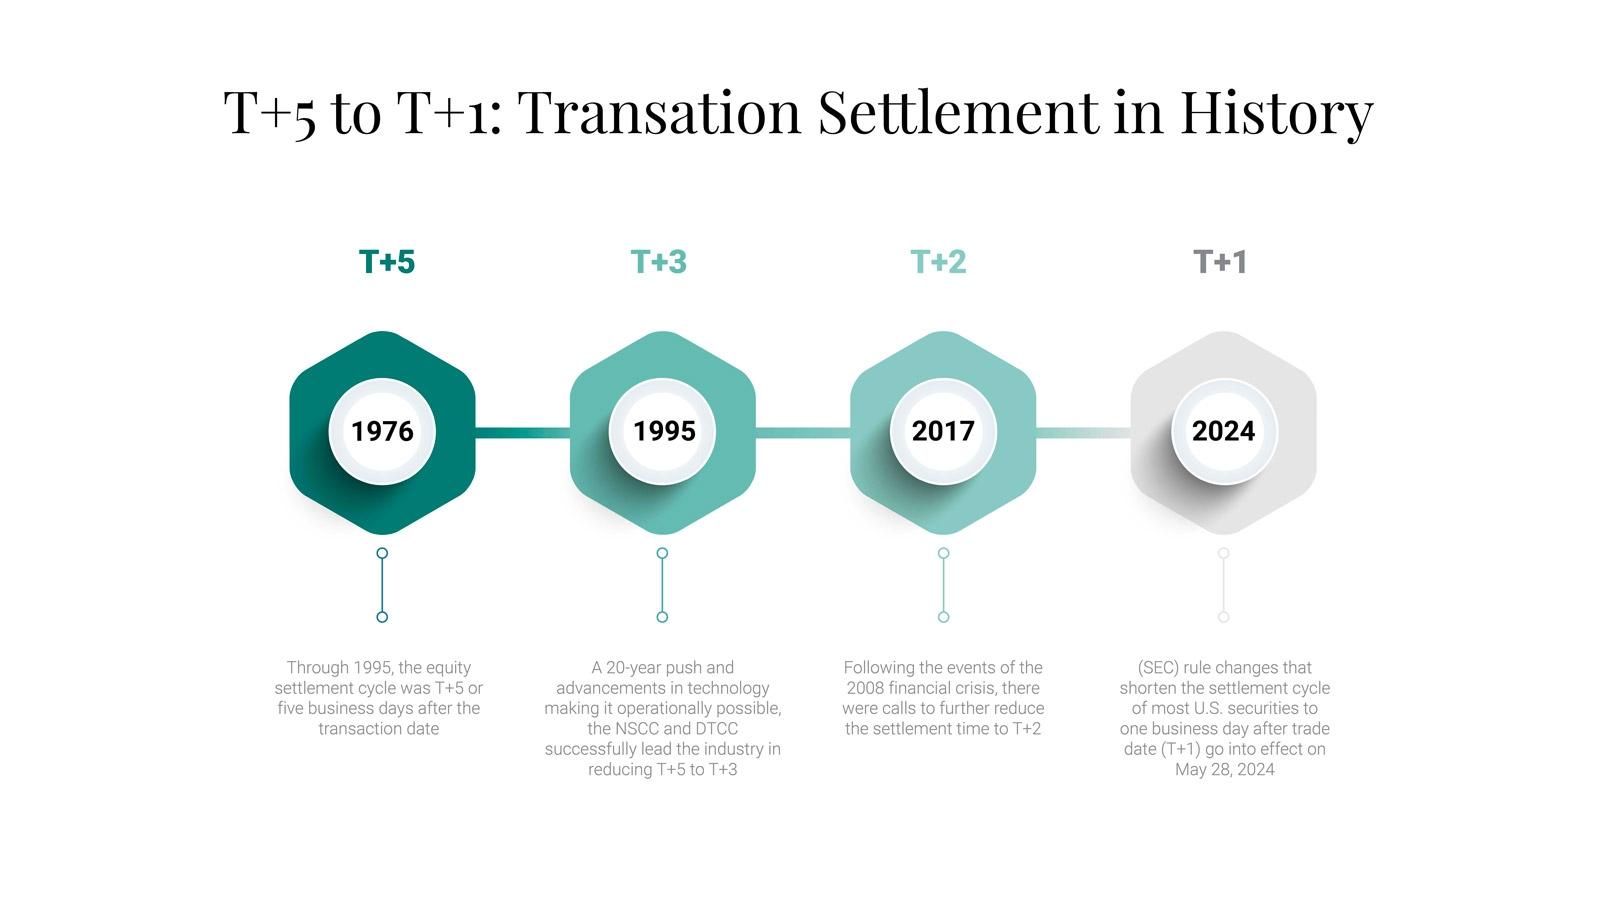 T+5 to T+1: Transation Settlement in History
T+5
T+3
T+2
T+1
1976
1995
2017
2024
Through 1995, the equity
settlement cycle was T+5 or
five business days after the
transaction date
A 20-year push and
advancements in technology
making it operationally possible,
the NSCC and DTCC
successfully lead the industry in
reducing T+5 to T+3
Following the events of the
2008 financial crisis, there
were calls to further reduce
the settlement time to T+2
(SEC) rule changes that
shorten the settlement cycle
of most U.S. securities to
one business day after trade
date (T+1) go into effect on
May 28, 2024